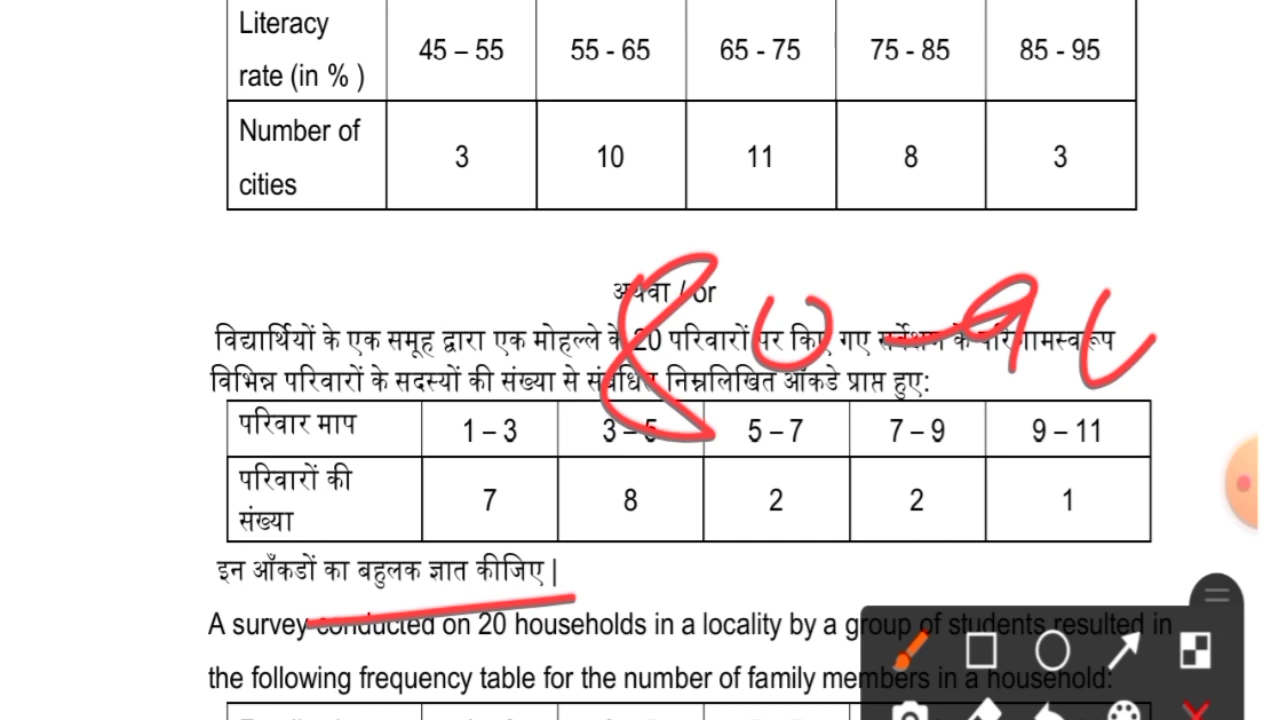 Literacy rate (in % ) 45 – 55 55 - 65 65 - 75 75 - 85 85 - 95
Number of cities 3 10 11 8 3
अथवा / or
विद्यार्थियों के एक समूह द्वारा एक मोहल्ले के 20 परिवारों पर किए गए सर्वेक्षण के परिणामस्वरूप
विभिन्न परिवारों के सदस्यों की संख्या से संबंधित निम्नलिखित आँकडे प्राप्त हुए:
परिवार माप 1 – 3 3 – 5 5 – 7 7 – 9 9 – 11
परिवारों की संख्या 7 8 2 2 1
इन आँकडों का बहुलक ज्ञात कीजिए |
A survey conducted on 20 households in a locality by a group of students resulted in
the following frequency table for the number of family members in a household: